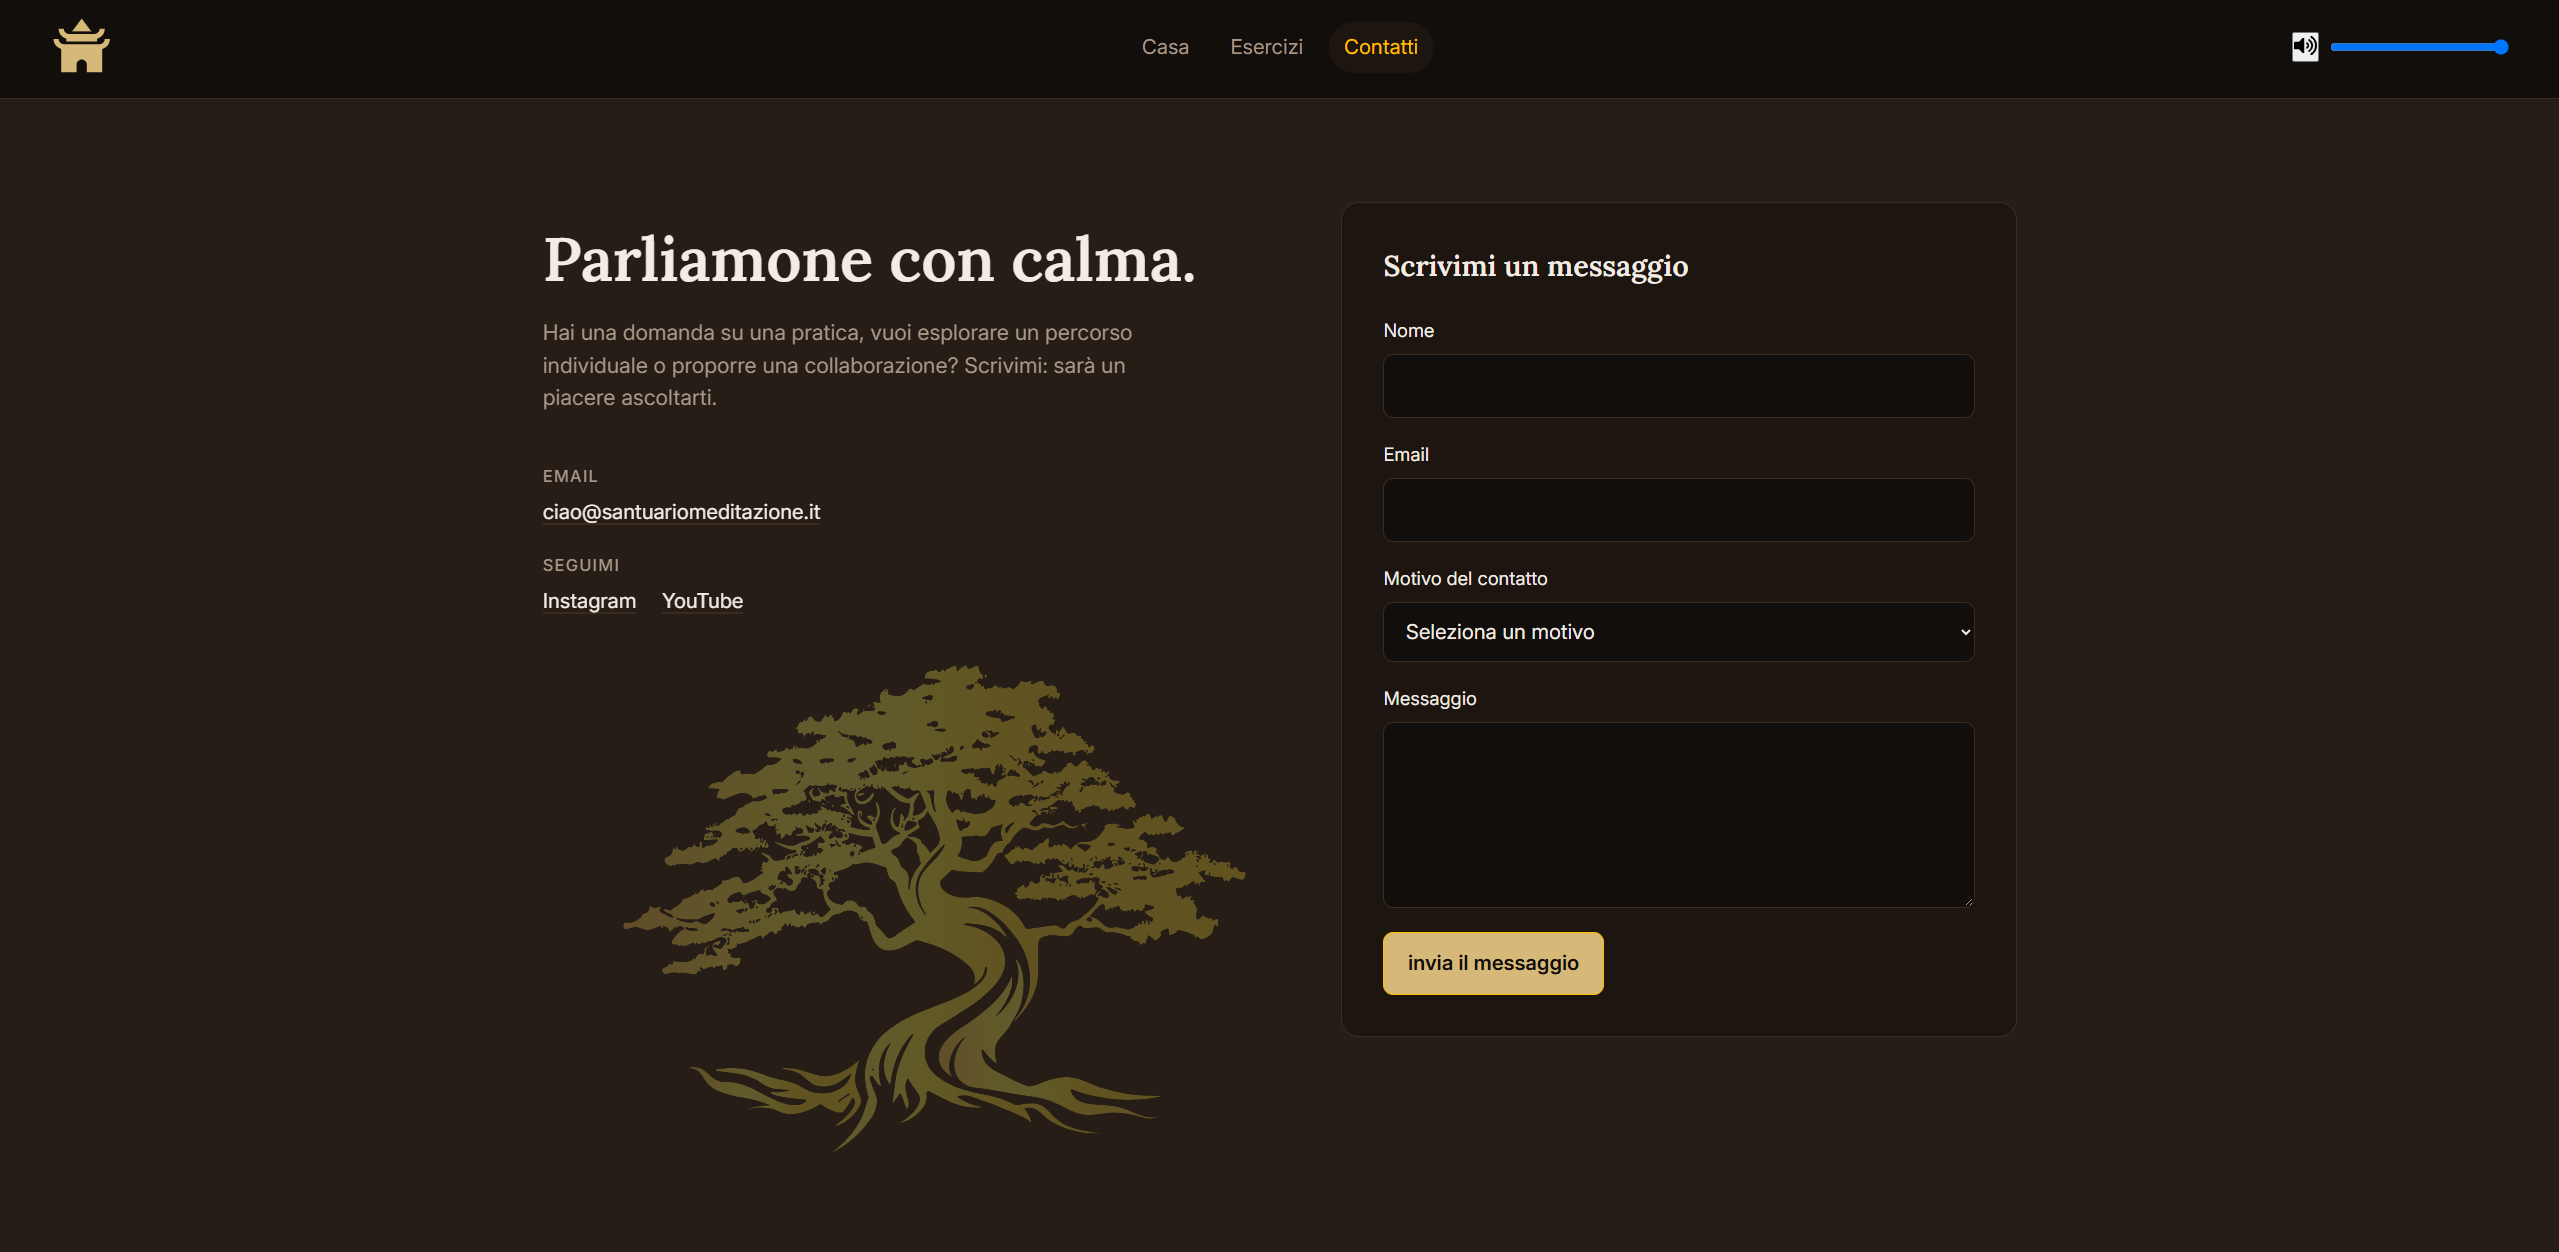 Casa
Esercizi
Contatti
Parliamone con calma.
Hai una domanda su una pratica, vuoi esplorare un percorso
individuale o proporre una collaborazione? Scrivimi: sarà un
piacere ascoltarti.
EMAIL
ciao@santuariomeditazione.it
SEGUIMI
Instagram
YouTube
Scrivimi un messaggio
Nome
Email
Motivo del contatto
Seleziona un motivo
Messaggio
invia il messaggio